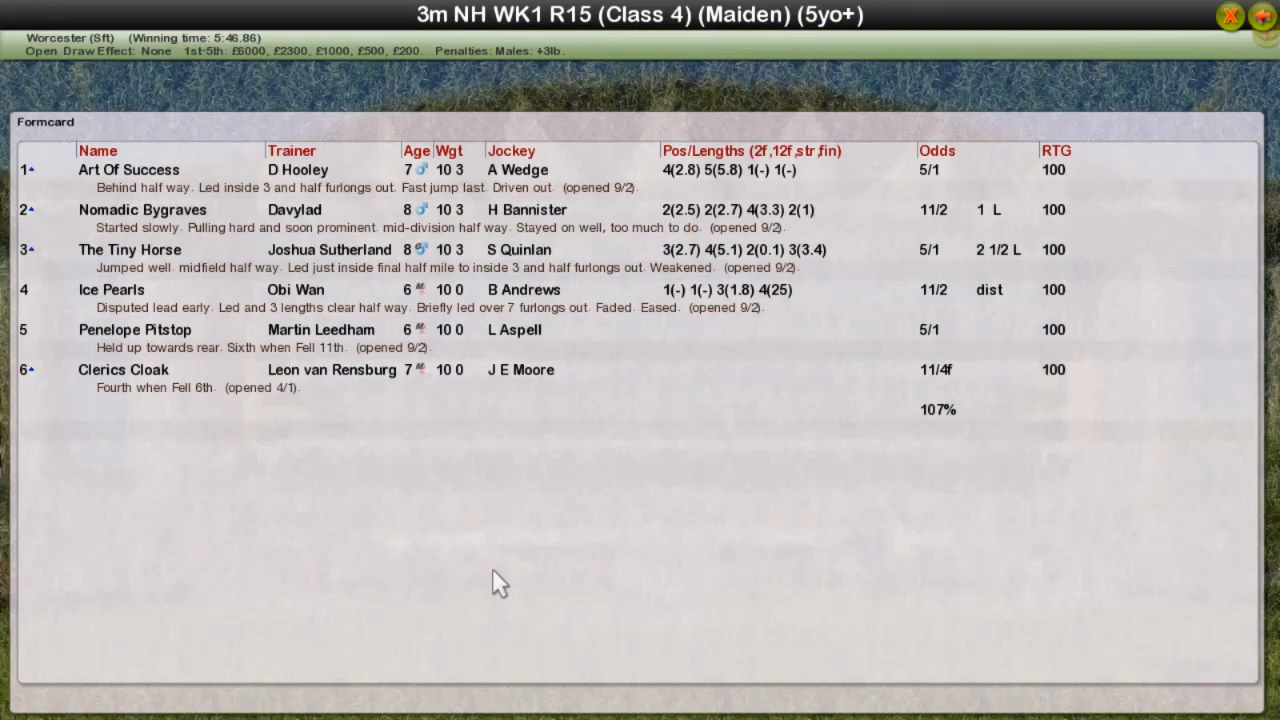 3m NH WK1 R15 (Class 4) (Maiden) (5yo+)
Worcester (Sft) (Winning time: 5:46.86)
Open Draw Effect: None 1st-5th: £6000, £2300, £1000, £500, £200. Penalties: Males: +3lb.
Formcard
Name Trainer Age Wgt Jockey Pos/Lengths (2f,12f,str,fin) Odds RTG
1 Art Of Success D Hooley 7 10 3 A Wedge 4(2.8) 5(5.8) 1(-) 1(-) 5/1 100
Behind half way. Led inside 3 and half furlongs out. Fast jump last. Driven out. (opened 9/2).
2 Nomadic Bygraves Davylad 8 10 3 H Bannister 2(2.5) 2(2.7) 4(3.3) 2(1) 11/2 1 L 100
Started slowly. Pulling hard and soon prominent. mid-division half way. Stayed on well, too much to do. (opened 9/2).
3 The Tiny Horse Joshua Sutherland 8 10 3 S Quinlan 3(2.7) 4(5.1) 2(0.1) 3(3.4) 5/1 2 1/2 L 100
Jumped well. midfield half way. Led just inside final half mile to inside 3 and half furlongs out. Weakened. (opened 9/2).
4 Ice Pearls Obi Wan 6 10 0 B Andrews 1(-) 1(-) 3(1.8) 4(25) 11/2 dist 100
Disputed lead early. Led and 3 lengths clear half way. Briefly led over 7 furlongs out. Faded. Eased. (opened 9/2).
5 Penelope Pitstop Martin Leedham 6 10 0 L Aspell 5/1 100
Held up towards rear. Sixth when Fell 11th. (opened 9/2).
6 Clerics Cloak Leon van Rensburg 7 10 0 J E Moore 11/4f 100
Fourth when Fell 6th. (opened 4/1).
107%